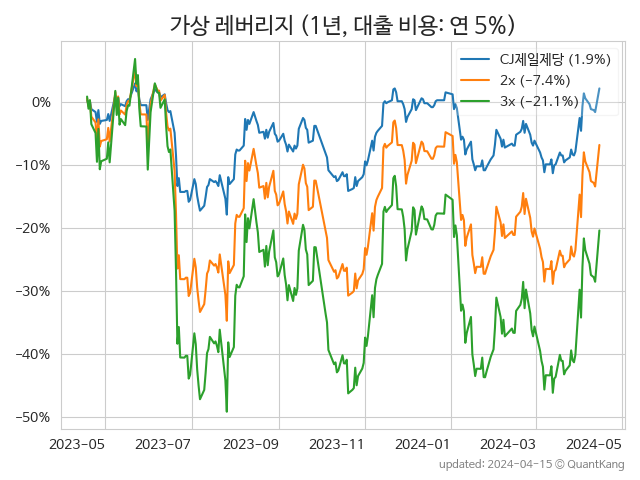 가상 레버리지 (1년, 대출 비용: 연 5%)
CJ제일제당 (1.9%)
2x (−7.4%)
3x (−21.1%)
0%
−10%
−20%
−30%
−40%
−50%
2023-05 2023-07 2023-09 2023-11 2024-01 2024-03 2024-05
updated: 2024-04-15 © QuantKang